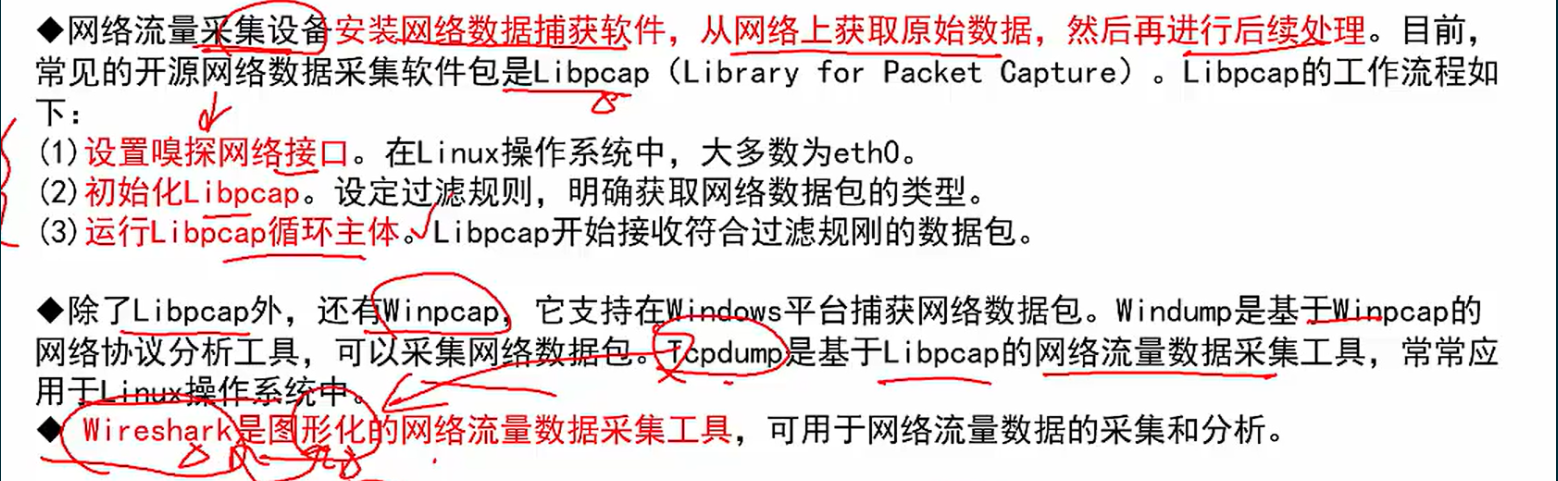 ◆网络流量采集设备安装网络数据捕获软件，从网络上获取原始数据，然后再进行后续处理。目前，
常见的开源网络数据采集软件包是Libpcap（Library for Packet Capture）。Libpcap的工作流程如
下：
(1)设置嗅探网络接口。在Linux操作系统中，大多数为eth0。
(2)初始化Libpcap。设定过滤规则，明确获取网络数据包的类型。
(3)运行Libpcap循环主体。Libpcap开始接收符合过滤规刚的数据包。
◆除了Libpcap外，还有Winpcap，它支持在Windows平台捕获网络数据包。Windump是基于Winpcap的
网络协议分析工具，可以采集网络数据包。Tcpdump是基于Libpcap的网络流量数据采集工具，常常应
用于Linux操作系统中。
◆ Wireshark是图形化的网络流量数据采集工具，可用于网络流量数据的采集和分析。